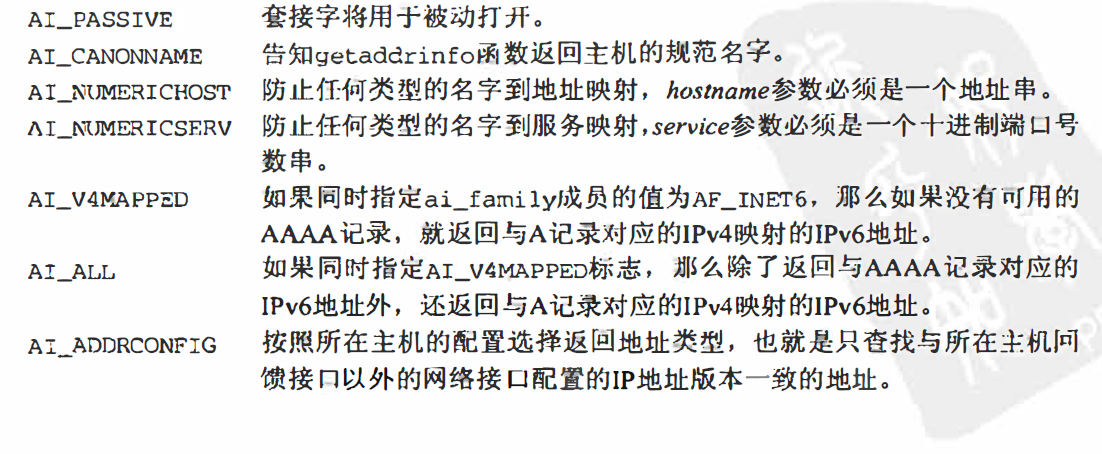 AI_PASSIVE 套接字将用于被动打开。
AI_CANONNAME 告知getaddrinfo函数返回主机的规范名字。
AI_NUMERICHOST 防止任何类型的名字到地址映射，hostname参数必须是一个地址串。
AI_NUMERICSERV 防止任何类型的名字到服务映射，service参数必须是一个十进制端口号
数串。
AI_V4MAPPED 如果同时指定ai_family成员的值为AF_INET6，那么如果没有可用的
AAAA记录，就返回与A记录对应的IPv4映射的IPv6地址。
AI_ALL 如果同时指定AI_V4MAPPED标志，那么除了返回与AAAA记录对应的
IPv6地址外，还返回与A记录对应的IPv4映射的IPv6地址。
AI_ADDRCONFIG 按照所在主机的配置选择返回地址类型，也就是只查找与所在主机回
馈接口以外的网络接口配置的IP地址版本一致的地址。